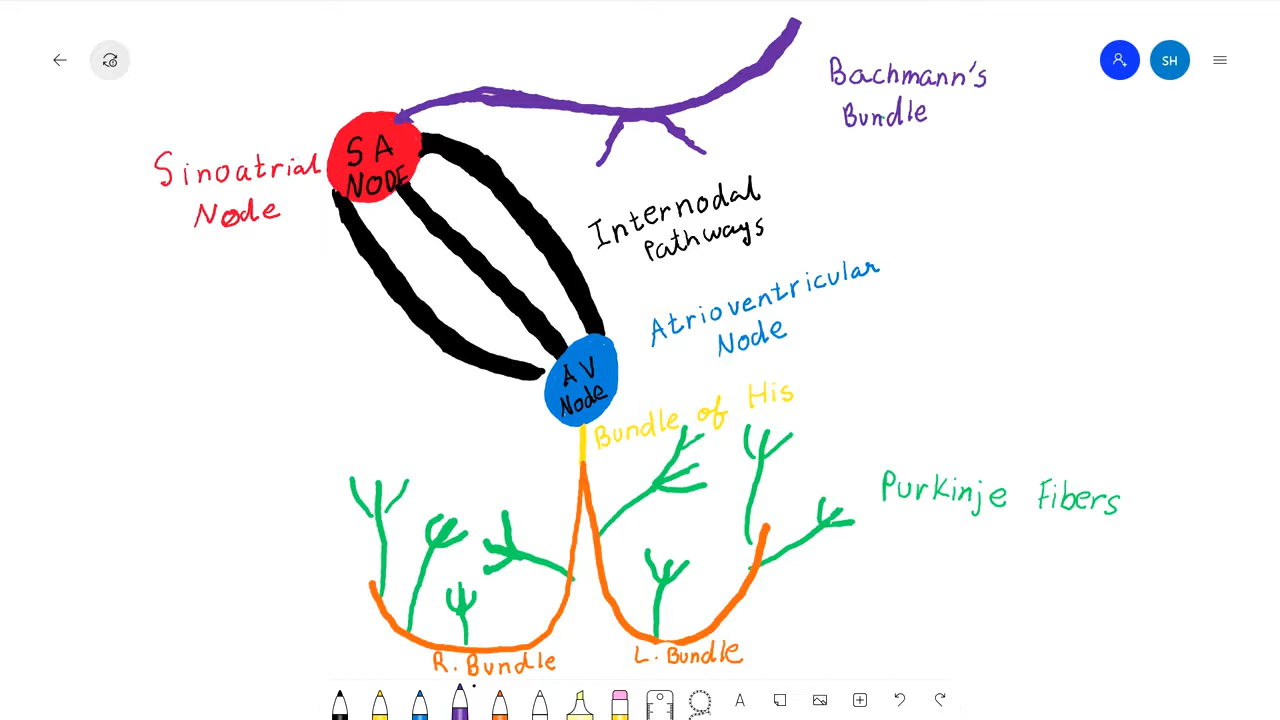 Bachmann's
Bundle
SH
SA
NODE
Sinoatrial
Node
Internodal
Pathways
Atrioventricular
Node
AV
Node
Bundle of His
Purkinje Fibers
R. Bundle
L. Bundle
A